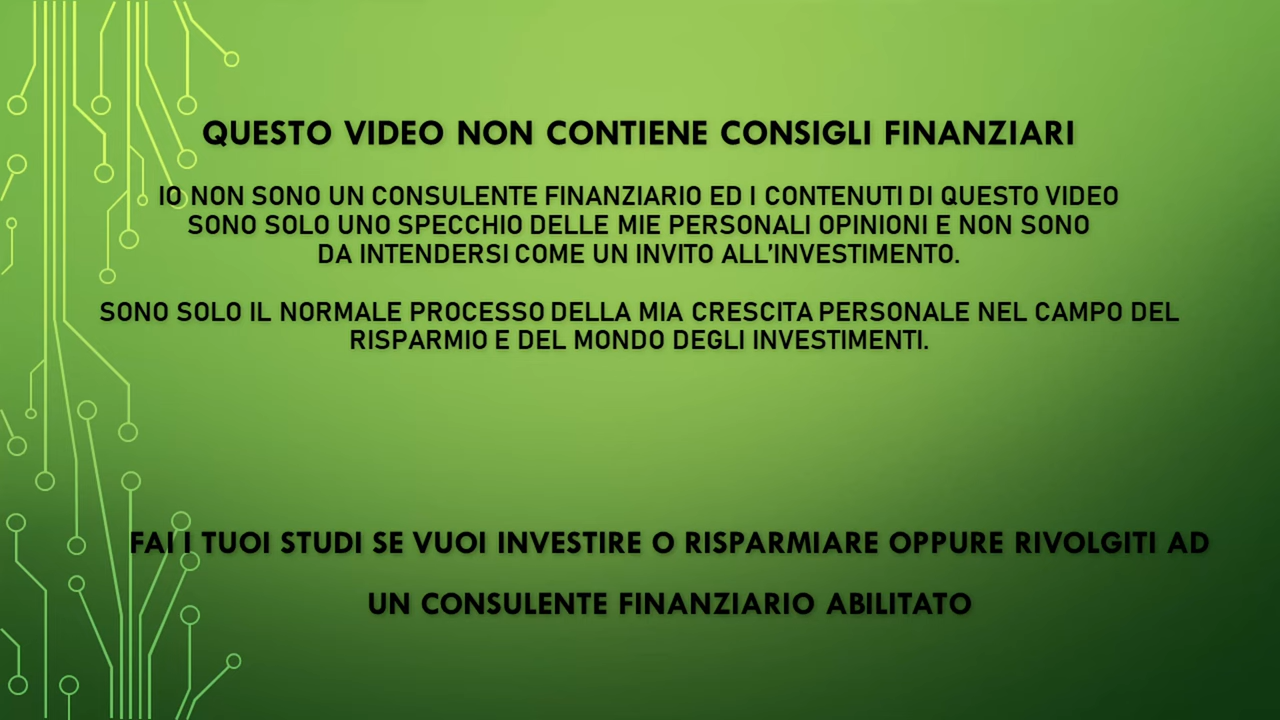 QUESTO VIDEO NON CONTIENE CONSIGLI FINANZIARI
IO NON SONO UN CONSULENTE FINANZIARIO ED I CONTENUTI DI QUESTO VIDEO
SONO SOLO UNO SPECCHIO DELLE MIE PERSONALI OPINIONI E NON SONO
DA INTENDERSI COME UN INVITO ALL'INVESTIMENTO.
SONO SOLO IL NORMALE PROCESSO DELLA MIA CRESCITA PERSONALE NEL CAMPO DEL
RISPARMIO E DEL MONDO DEGLI INVESTIMENTI.
FAI I TUOI STUDI SE VUOI INVESTIRE O RISPARMIARE OPPURE RIVOLGITI AD
UN CONSULENTE FINANZIARIO ABILITATO